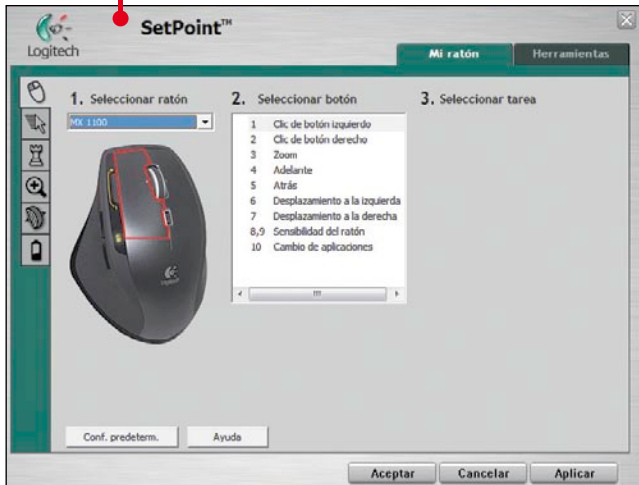 SetPoint™
Logitech
Mi ratón
Herramientas
1. Seleccionar ratón
MX 1100
2. Seleccionar botón
1 Clic de botón izquierdo
2 Clic de botón derecho
3 Zoom
4 Adelante
5 Atrás
6 Desplazamiento a la izquierda
7 Desplazamiento a la derecha
8,9 Sensibilidad del ratón
10 Cambio de aplicaciones
3. Seleccionar tarea
Logitech
Conf. predeterm.
Ayuda
Aceptar
Cancelar
Aplicar